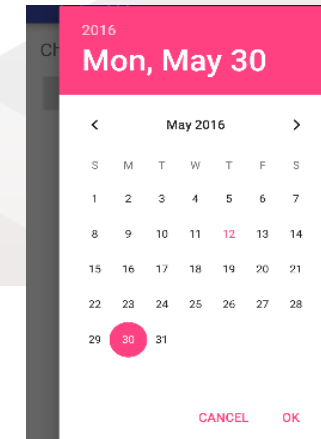 2016
Ch
Mon, May 30
May 2016
S M T W T F S
1 2 3 4 5 6 7
8 9 10 11 12 13 14
15 16 17 18 19 20 21
22 23 24 25 26 27 28
29 30 31
CANCEL OK